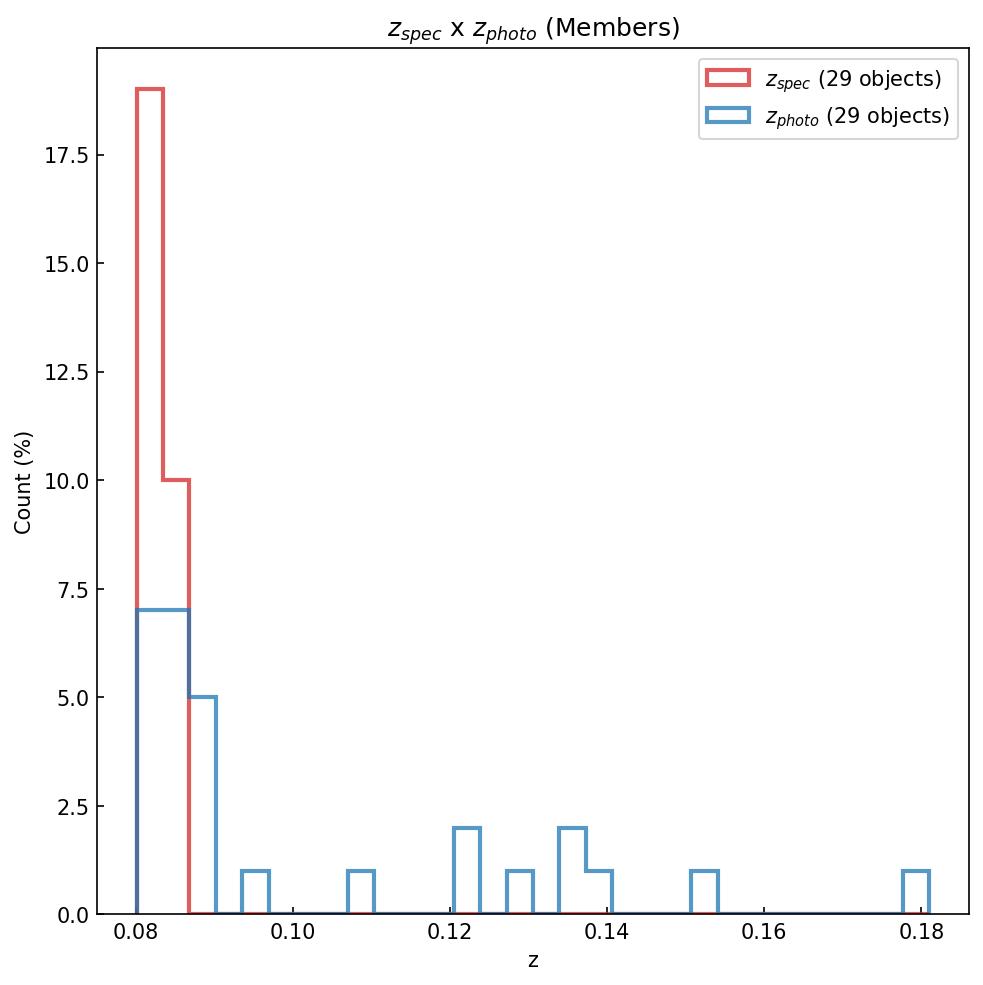 z_spec x z_photo (Members)
z_spec (29 objects)
z_photo (29 objects)
17.5
15.0
12.5
10.0
7.5
5.0
2.5
0.0
Count (%)
0.08 0.10 0.12 0.14 0.16 0.18
z